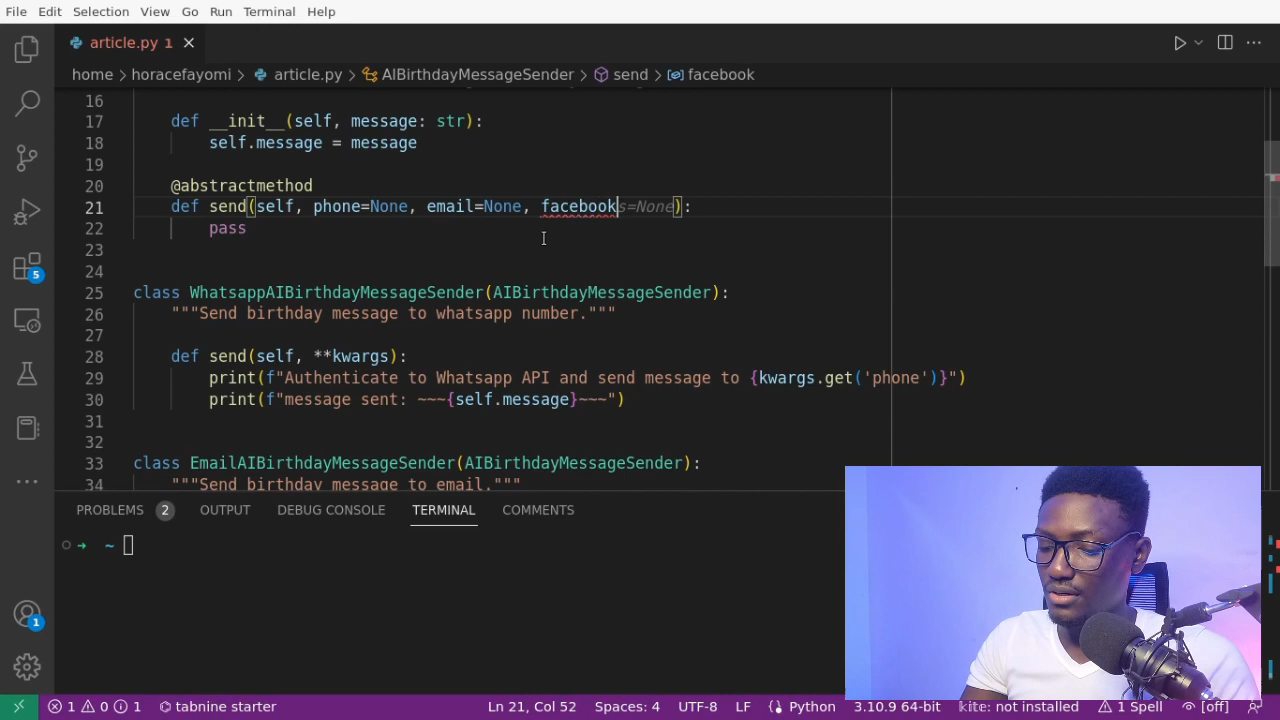 File Edit Selection View Go Run Terminal Help
article.py 1
home > horacefayomi > article.py > AIBirthdayMessageSender > send > facebook
16
17 def __init__(self, message: str):
18 self.message = message
19
20 @abstractmethod
21 def send(self, phone=None, email=None, facebooks=None):
22 pass
23
24
25 class WhatsappAIBirthdayMessageSender(AIBirthdayMessageSender):
26 """Send birthday message to whatsapp number."""
27
28 def send(self, **kwargs):
29 print(f"Authenticate to Whatsapp API and send message to {kwargs.get('phone')}")
30 print(f"message sent: ~~~{self.message}~~~")
31
32
33 class EmailAIBirthdayMessageSender(AIBirthdayMessageSender):
34 """Send birthday message to email."""
5
PROBLEMS 2 OUTPUT DEBUG CONSOLE TERMINAL COMMENTS
➜ ~
1
1 0 1 tabnine starter Ln 21, Col 52 Spaces: 4 UTF-8 LF Python 3.10.9 64-bit kite: not installed 1 Spell [off]